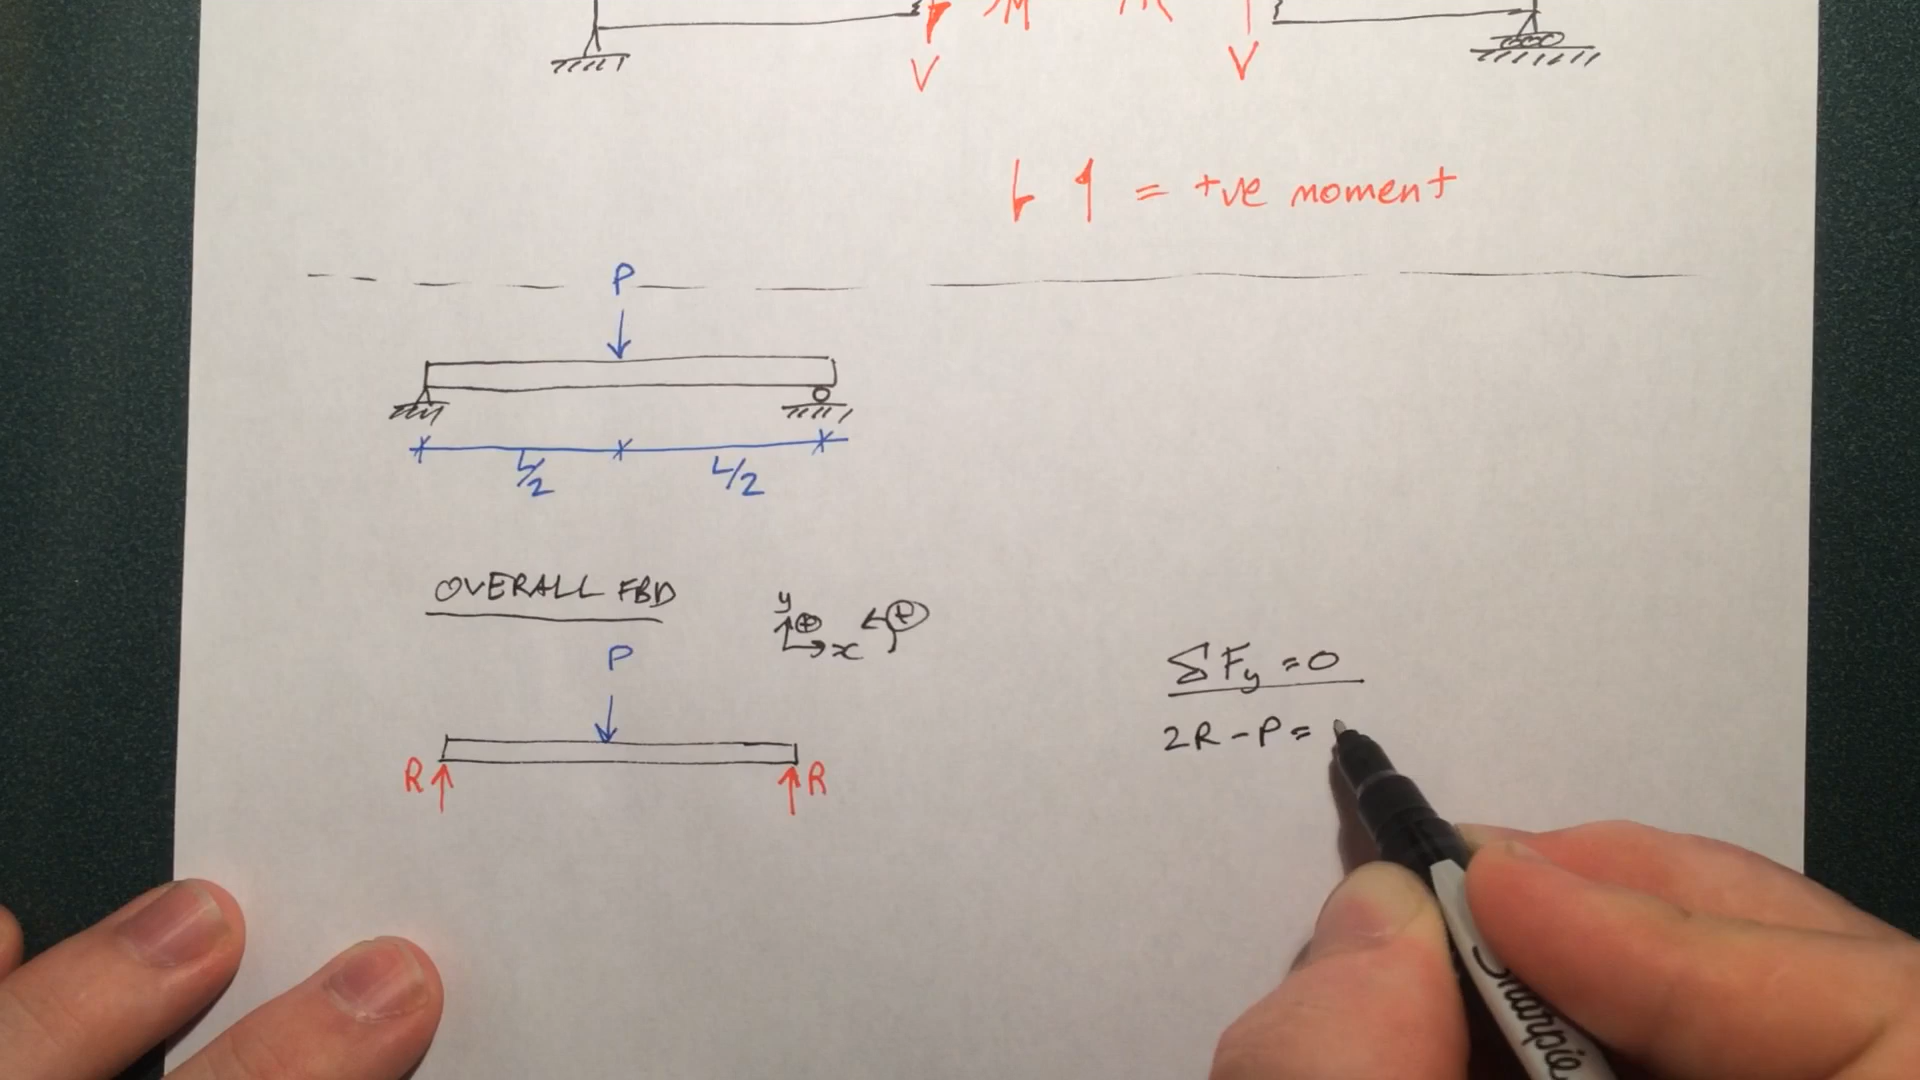 M
V
V
= +ve moment
P
L/2
L/2
OVERALL FBD
y
+
x
+
P
R
R
ΣFy = 0
2R - P =
Sharpie